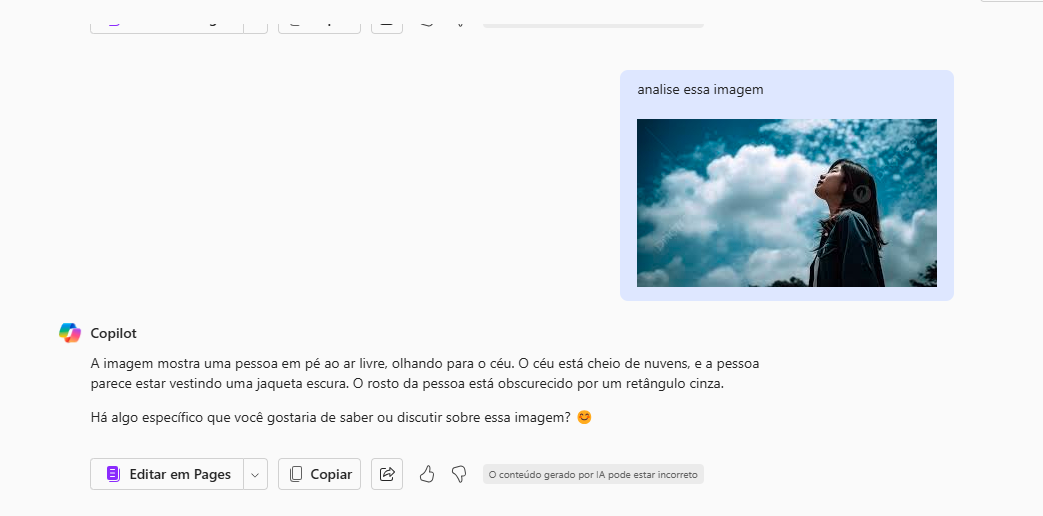 analise essa imagem
Copilot
A imagem mostra uma pessoa em pé ao ar livre, olhando para o céu. O céu está cheio de nuvens, e a pessoa
parece estar vestindo uma jaqueta escura. O rosto da pessoa está obscurecido por um retângulo cinza.
Há algo específico que você gostaria de saber ou discutir sobre essa imagem? 😊
Editar em Pages
Copiar
O conteúdo gerado por IA pode estar incorreto